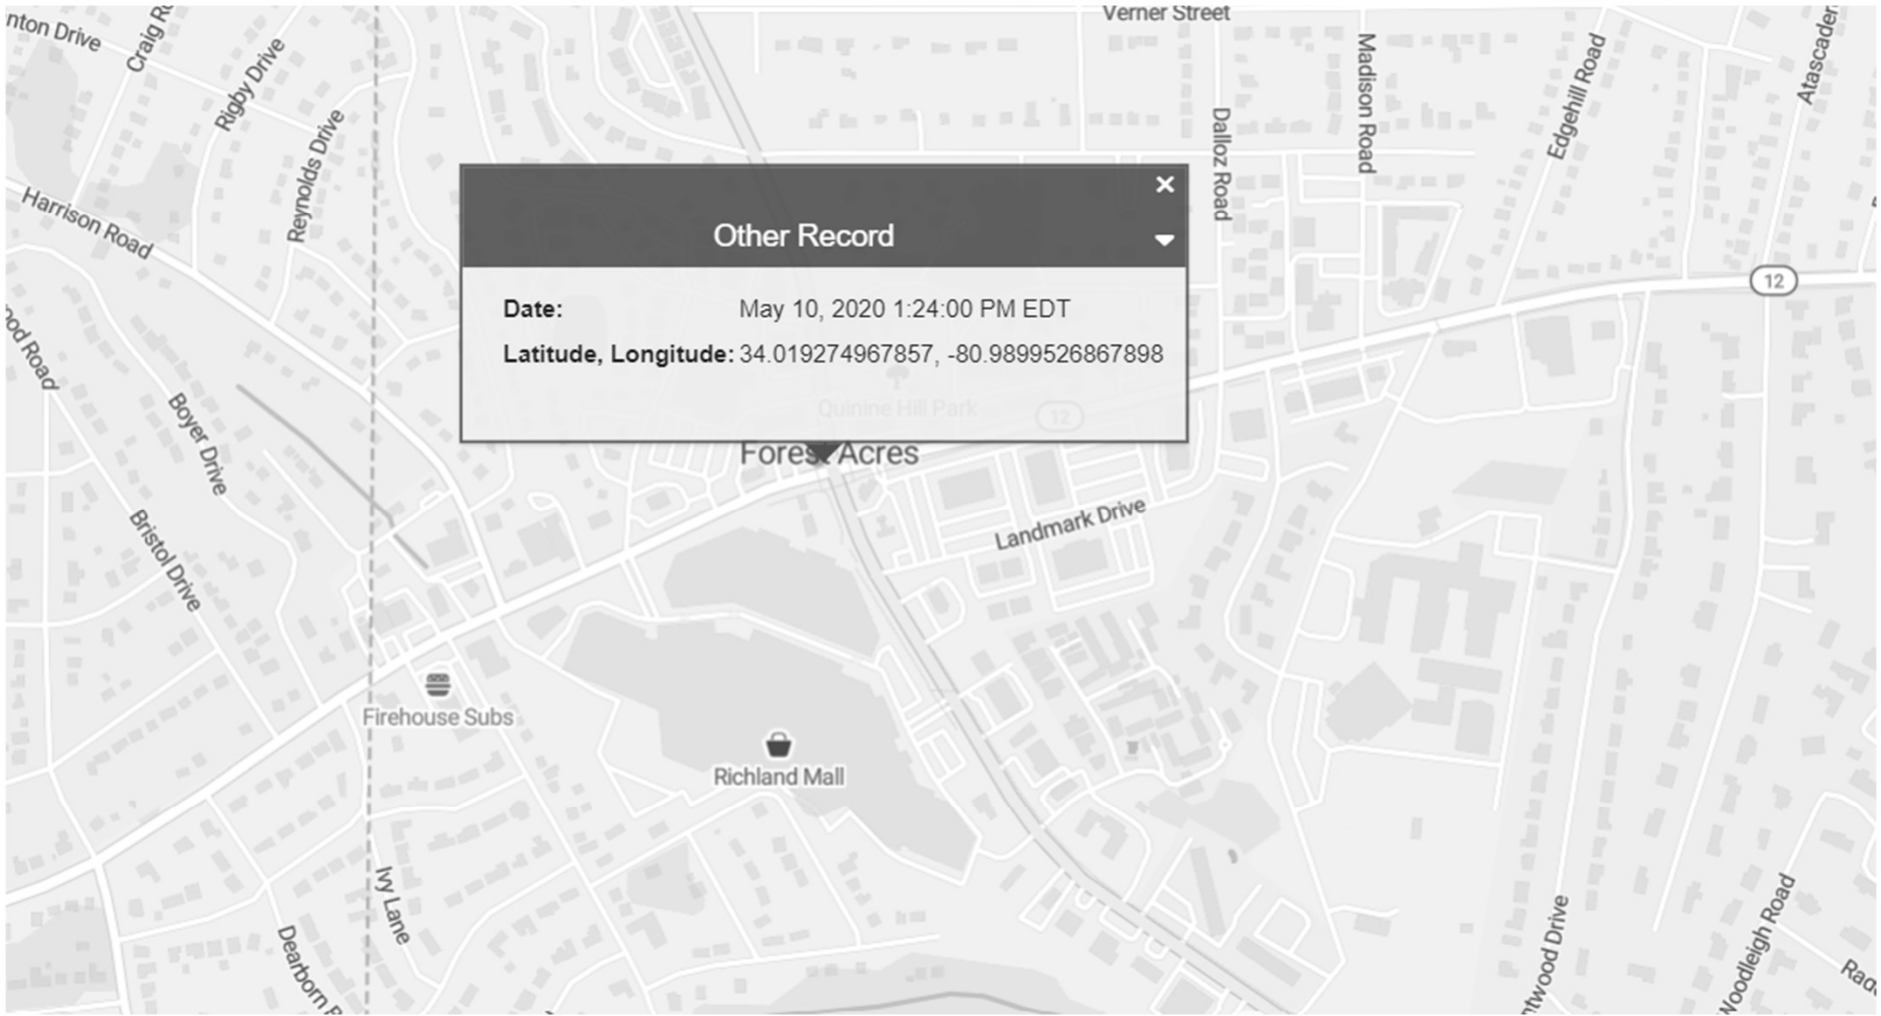 Verner Street
nton Drive
Craig R
Rigby Drive
Reynolds Drive
Harrison Road
Dalloz Road
Madison Road
Edgehill Road
Atascader
×
Other Record
Date: May 10, 2020 1:24:00 PM EDT
Latitude, Longitude: 34.019274967857, -80.9899526867898
Quinine Hill Park
12
12
Forest Acres
ood Road
Boyer Drive
Bristol Drive
Landmark Drive
Firehouse Subs
Richland Mall
Ivy Lane
Dearborn R
ntwood Drive
Woodleigh Road
Rad